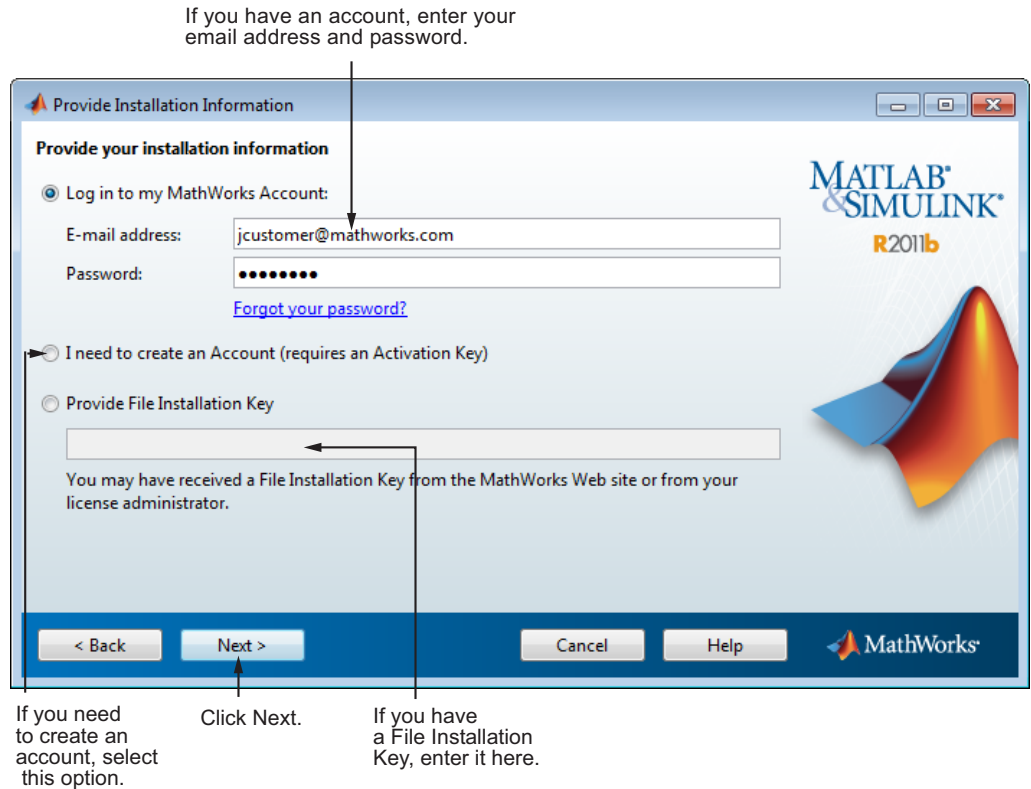 If you have an account, enter your
email address and password.
Provide Installation Information
Provide your installation information
Log in to my MathWorks Account:
E-mail address:
jcustomer@mathworks.com
Password:
●●●●●●●●
Forgot your password?
I need to create an Account (requires an Activation Key)
Provide File Installation Key
You may have received a File Installation Key from the MathWorks Web site or from your
license administrator.
MATLAB®
&SIMULINK®
R2011b
< Back
Next >
Cancel
Help
MathWorks®
If you need
to create an
account, select
this option.
Click Next.
If you have
a File Installation
Key, enter it here.